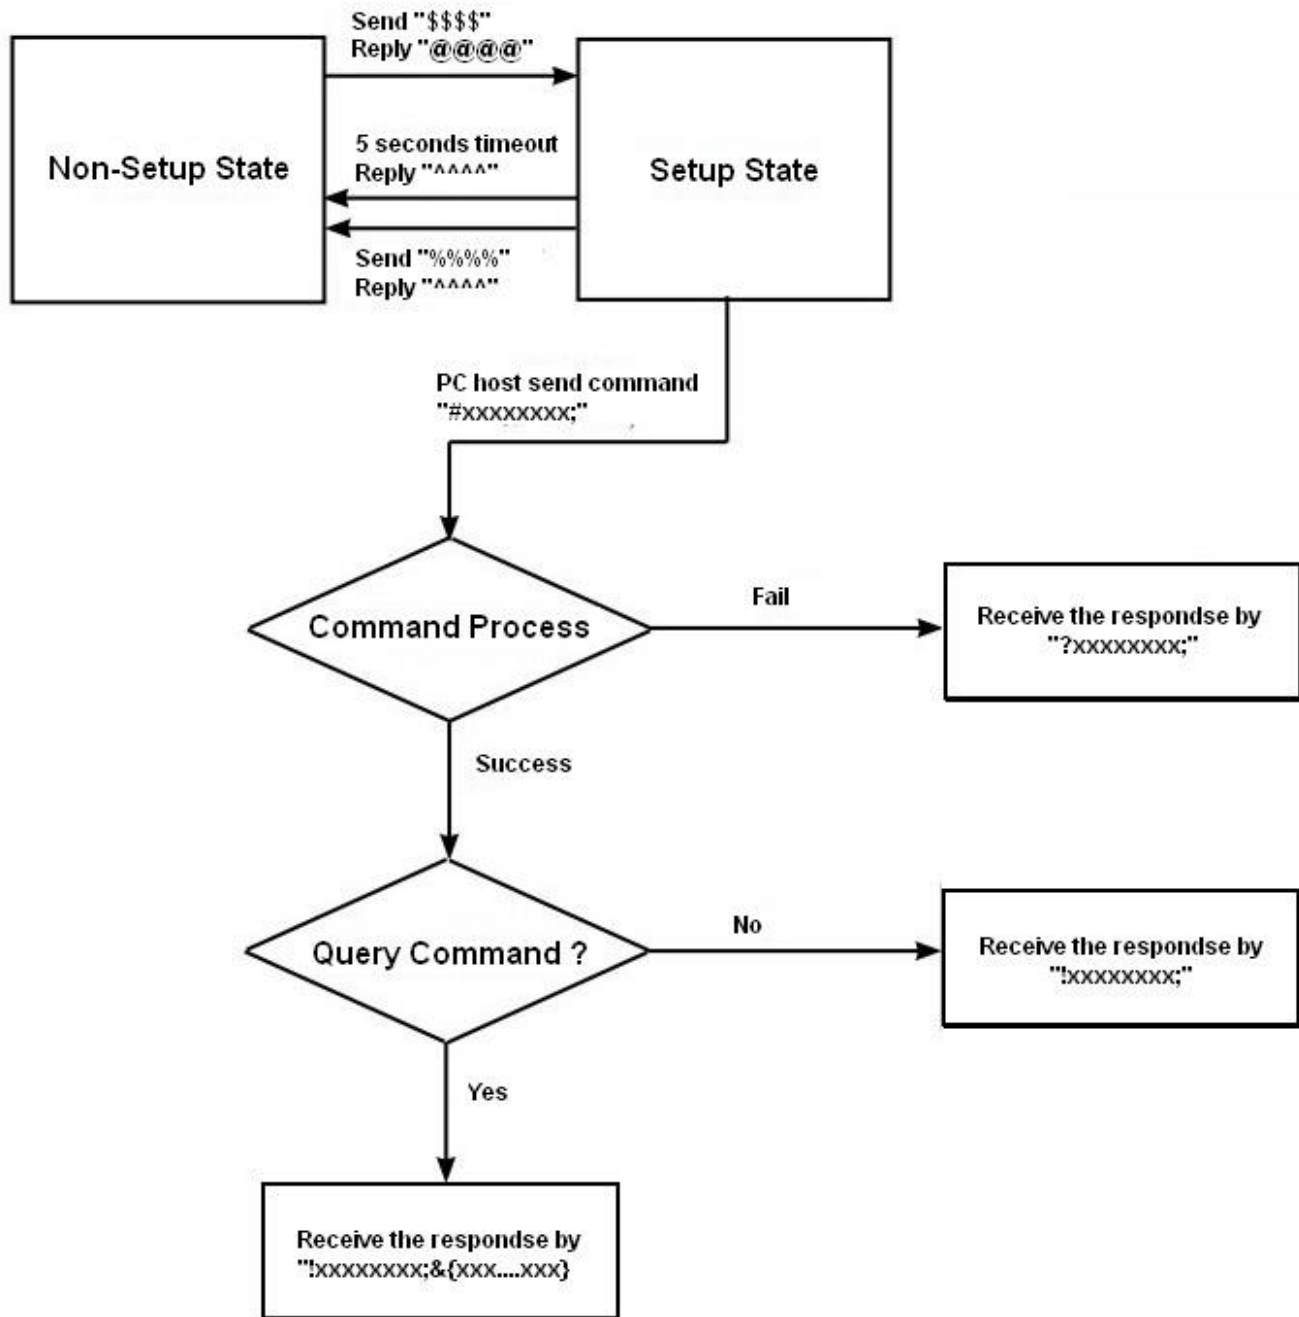 Send "$$$$"
Reply "@@@@"
Non-Setup State
5 seconds timeout
Reply "^^^^"
Setup State
Send "%%%%"
Reply "^^^^"
PC host send command
"#xxxxxxxx;"
Command Process
Fail
Receive the respondse by
"?xxxxxxxx;"
Success
Query Command ?
No
Receive the respondse by
"!xxxxxxxx;"
Yes
Receive the respondse by
"!xxxxxxxx;&{xxx....xxx}